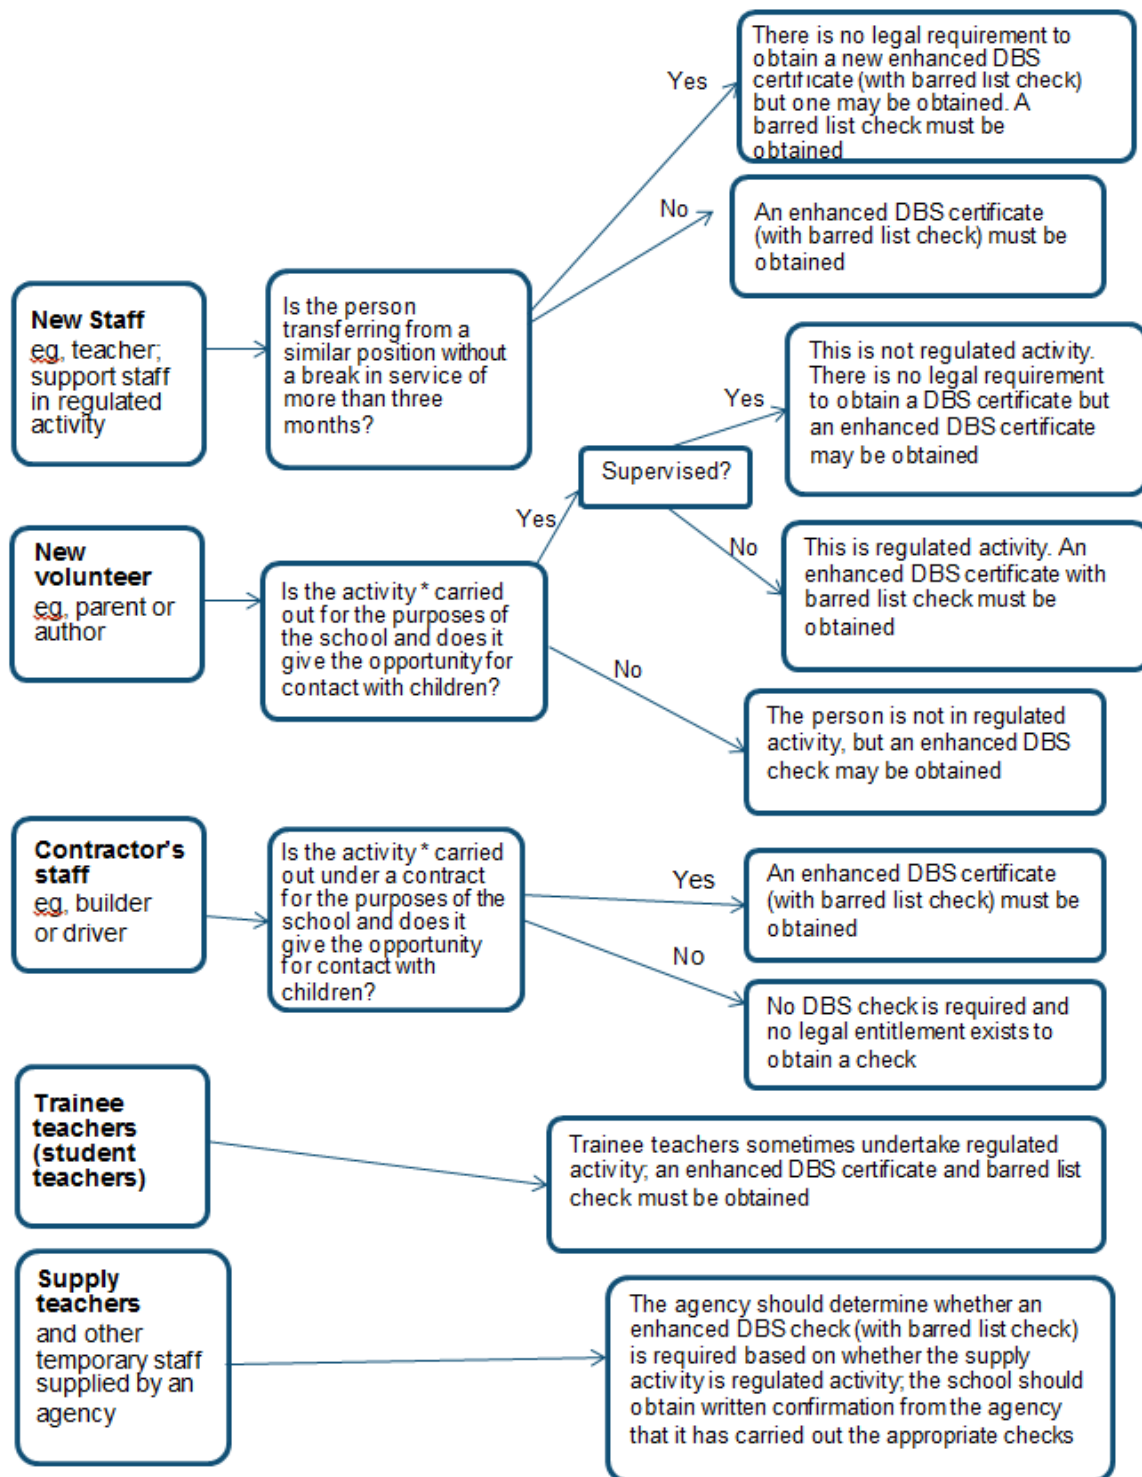 New Staff
eg, teacher;
support staff
in regulated
activity
Is the person
transferring from a
similar position without
a break in service of
more than three
months?
Yes
There is no legal requirement to
obtain a new enhanced DBS
certificate (with barred list check)
but one may be obtained. A
barred list check must be
obtained
No
An enhanced DBS certificate
(with barred list check) must be
obtained
New
volunteer
eg, parent or
author
Is the activity * carried
out for the purposes of
the school and does it
give the opportunity for
contact with children?
Yes
Supervised?
Yes
This is not regulated activity.
There is no legal requirement
to obtain a DBS certificate but
an enhanced DBS certificate
may be obtained
No
This is regulated activity. An
enhanced DBS certificate with
barred list check must be
obtained
No
The person is not in regulated
activity, but an enhanced DBS
check may be obtained
Contractor's
staff
eg, builder
or driver
Is the activity * carried
out under a contract
for the purposes of the
school and does it
give the opportunity
for contact with
children?
Yes
An enhanced DBS certificate
(with barred list check) must be
obtained
No
No DBS check is required and
no legal entitlement exists to
obtain a check
Trainee
teachers
(student
teachers)
Trainee teachers sometimes undertake regulated
activity; an enhanced DBS certificate and barred list
check must be obtained
Supply
teachers
and other
temporary staff
supplied by an
agency
The agency should determine whether an
enhanced DBS check (with barred list check)
is required based on whether the supply
activity is regulated activity; the school should
obtain written confirmation from the agency
that it has carried out the appropriate checks